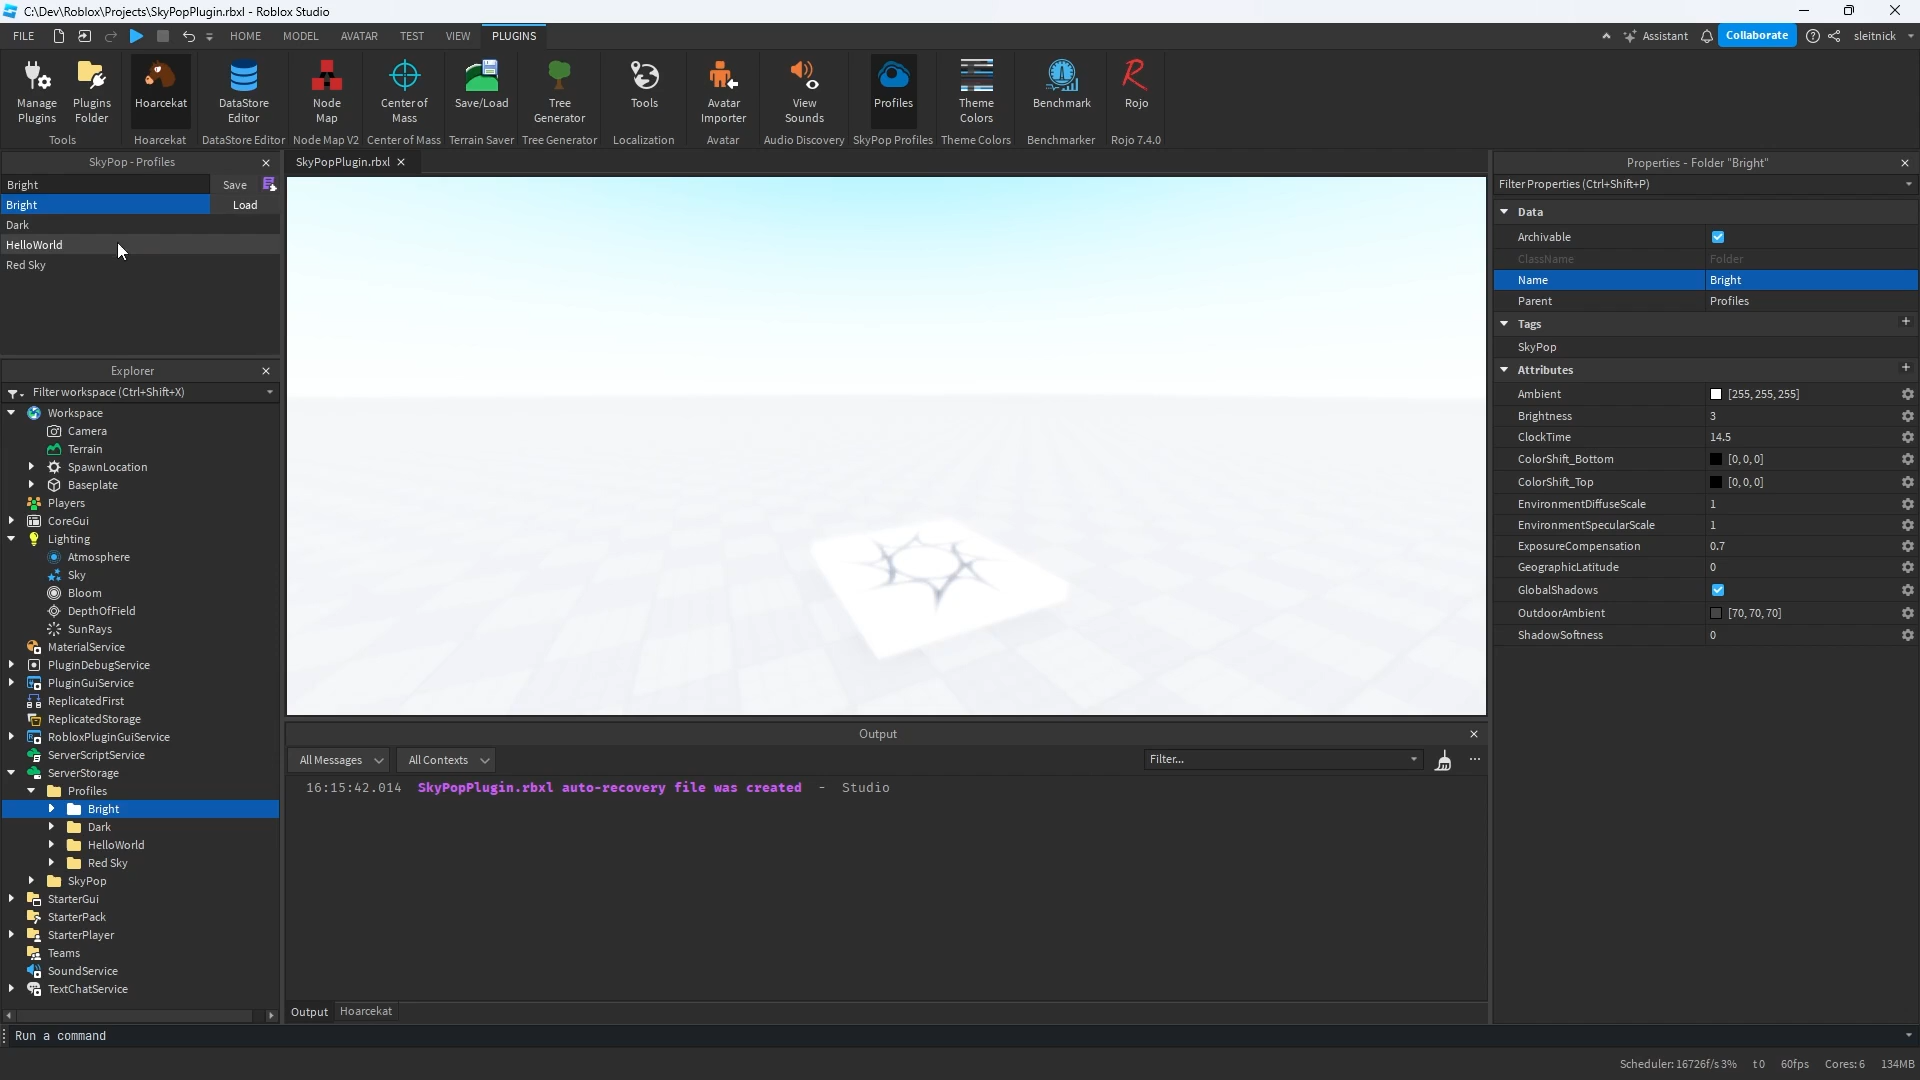 C:\Dev\Roblox\Projects\SkyPopPlugin.rbxl - Roblox Studio
FILE HOME MODEL AVATAR TEST VIEW PLUGINS Assistant Collaborate sleitnick
Manage Plugins
Plugins Folder
Tools
Hoarcekat
Hoarcekat
DataStore Editor
DataStore Editor
Node Map
Node Map V2
Center of Mass
Center of Mass
Save/Load
Terrain Saver
Tree Generator
Tree Generator
Tools
Localization
Avatar Importer
Avatar
View Sounds
Audio Discovery
Profiles
SkyPop Profiles
Theme Colors
Theme Colors
Benchmark
Benchmarker
Rojo
Rojo 7.4.0
SkyPop - Profiles
Bright Save
Bright Load
Dark
HelloWorld
Red Sky
Explorer
Filter workspace (Ctrl+Shift+X)
Workspace
Camera
Terrain
SpawnLocation
Baseplate
Players
CoreGui
Lighting
Atmosphere
Sky
Bloom
DepthOfField
SunRays
MaterialService
PluginDebugService
PluginGuiService
ReplicatedFirst
ReplicatedStorage
RobloxPluginGuiService
ServerScriptService
ServerStorage
Profiles
Bright
Dark
HelloWorld
Red Sky
SkyPop
StarterGui
StarterPack
StarterPlayer
Teams
SoundService
TextChatService
SkyPopPlugin.rbxl
Output
All Messages All Contexts Filter...
16:15:42.014 SkyPopPlugin.rbxl auto-recovery file was created - Studio
Output Hoarcekat
Properties - Folder "Bright"
Filter Properties (Ctrl+Shift+P)
Data
Archivable
ClassName Folder
Name Bright
Parent Profiles
Tags
SkyPop
Attributes
Ambient [255, 255, 255]
Brightness 3
ClockTime 14.5
ColorShift_Bottom [0, 0, 0]
ColorShift_Top [0, 0, 0]
EnvironmentDiffuseScale 1
EnvironmentSpecularScale 1
ExposureCompensation 0.7
GeographicLatitude 0
GlobalShadows
OutdoorAmbient [70, 70, 70]
ShadowSoftness 0
Run a command
Scheduler: 16726f/s 3% t0 60fps Cores: 6 134MB